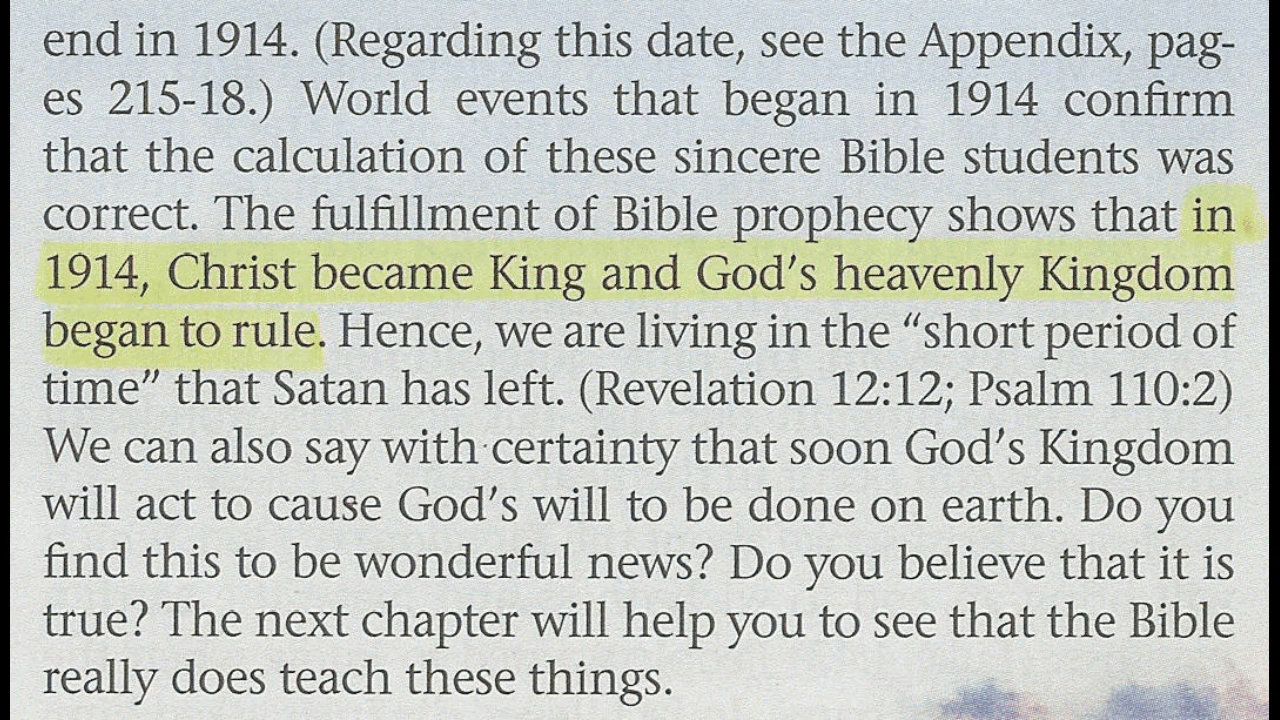 end in 1914. (Regarding this date, see the Appendix, pag-
es 215-18.) World events that began in 1914 confirm
that the calculation of these sincere Bible students was
correct. The fulfillment of Bible prophecy shows that in
1914, Christ became King and God's heavenly Kingdom
began to rule. Hence, we are living in the “short period of
time” that Satan has left. (Revelation 12:12; Psalm 110:2)
We can also say with certainty that soon God's Kingdom
will act to cause God's will to be done on earth. Do you
find this to be wonderful news? Do you believe that it is
true? The next chapter will help you to see that the Bible
really does teach these things.